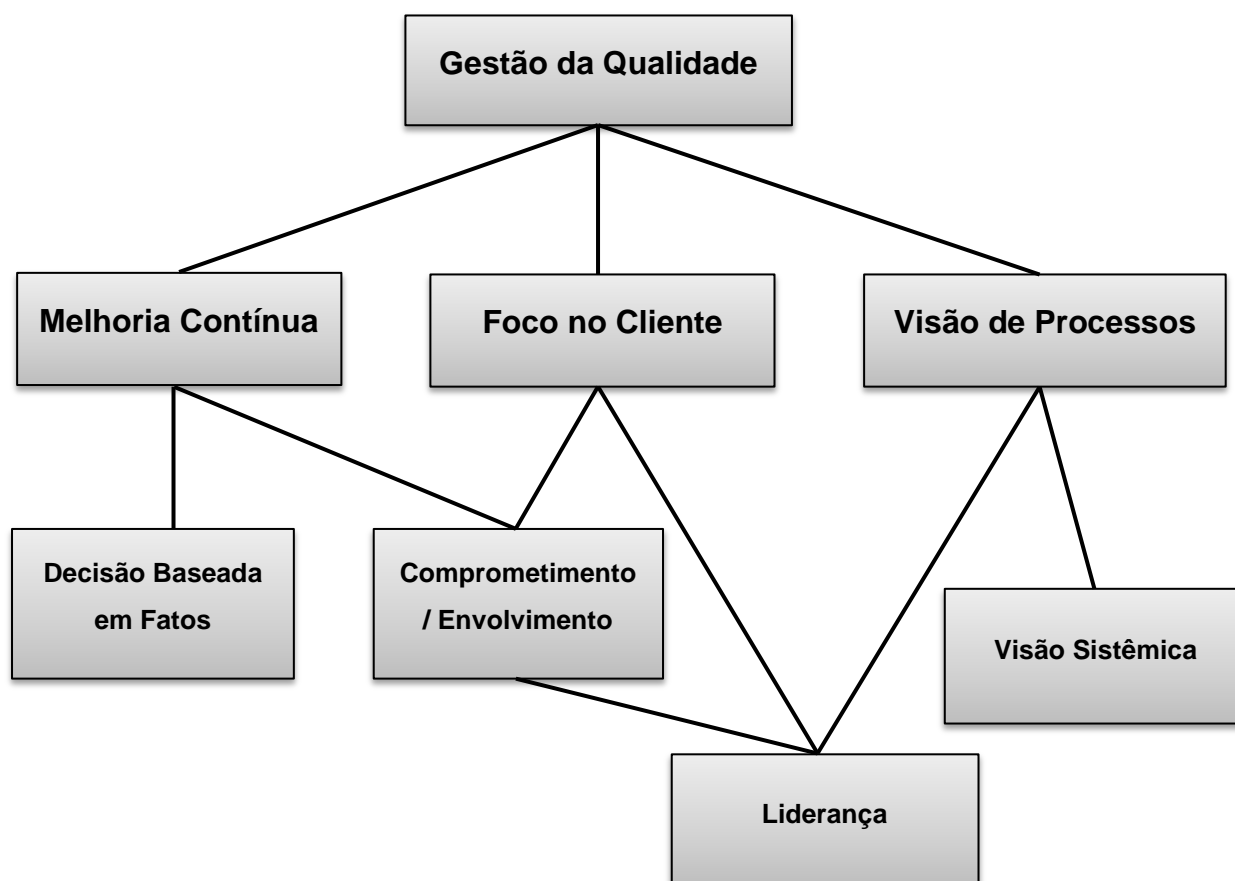 Gestão da Qualidade
Melhoria Contínua
Foco no Cliente
Visão de Processos
Decisão Baseada
em Fatos
Comprometimento
/ Envolvimento
Visão Sistêmica
Liderança